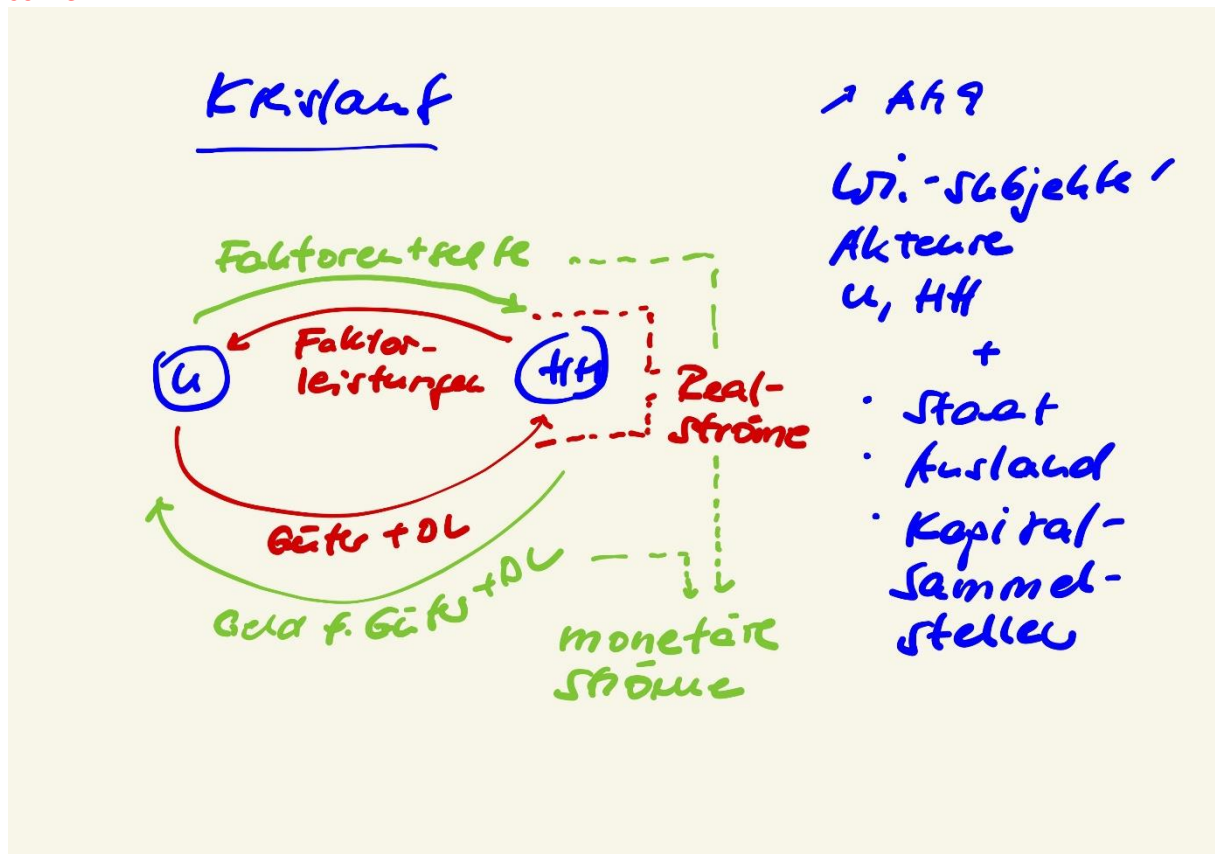 Kreislauf
Faktorentgelte
Faktor-
leistungen
U
HH
Real-
ströme
Güter + DL
Geld f. Güter + DL
monetäre
Ströme
Wi.-subjekte /
Akteure
U, HH
+
· Staat
· Ausland
· Kapital-
sammel-
stellen